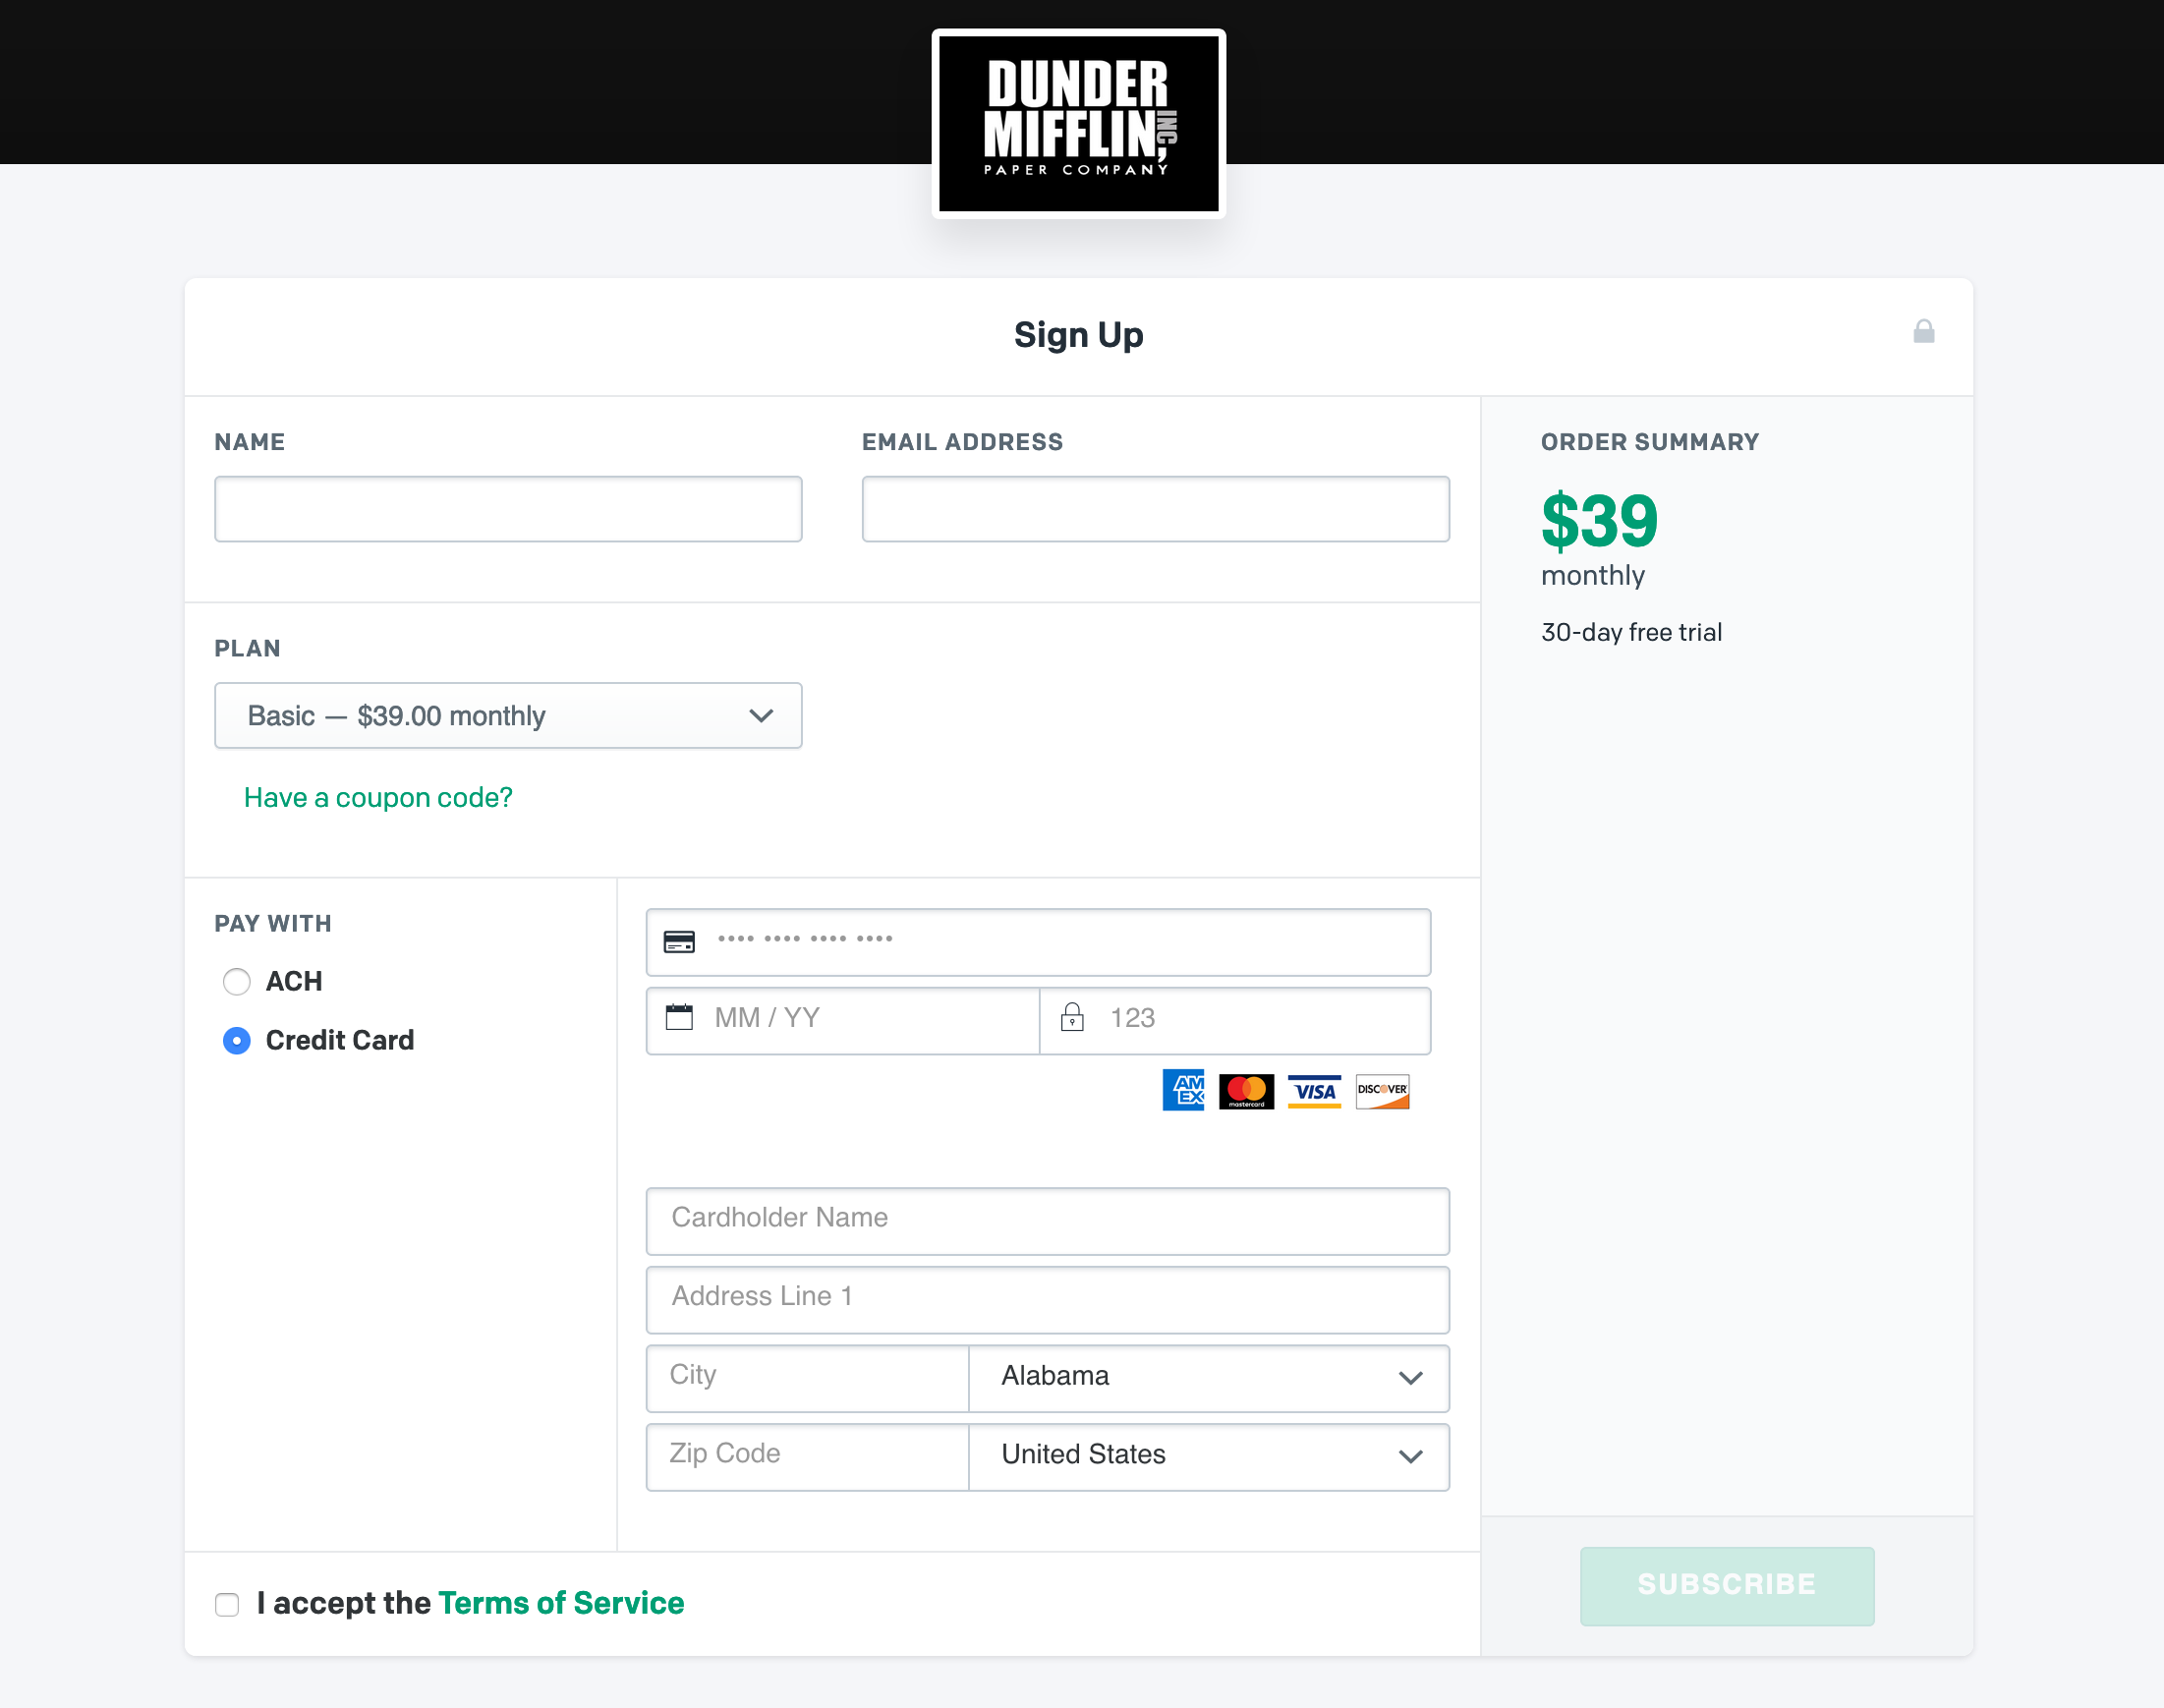 DUNDER
MIFFLIN INC,
PAPER COMPANY
Sign Up
NAME
EMAIL ADDRESS
PLAN
Basic — $39.00 monthly
Have a coupon code?
PAY WITH
ACH
Credit Card
•••• •••• •••• ••••
MM / YY
123
AMEX
mastercard
VISA
DISCOVER
Cardholder Name
Address Line 1
City
Alabama
Zip Code
United States
I accept the Terms of Service
ORDER SUMMARY
$39
monthly
30-day free trial
SUBSCRIBE